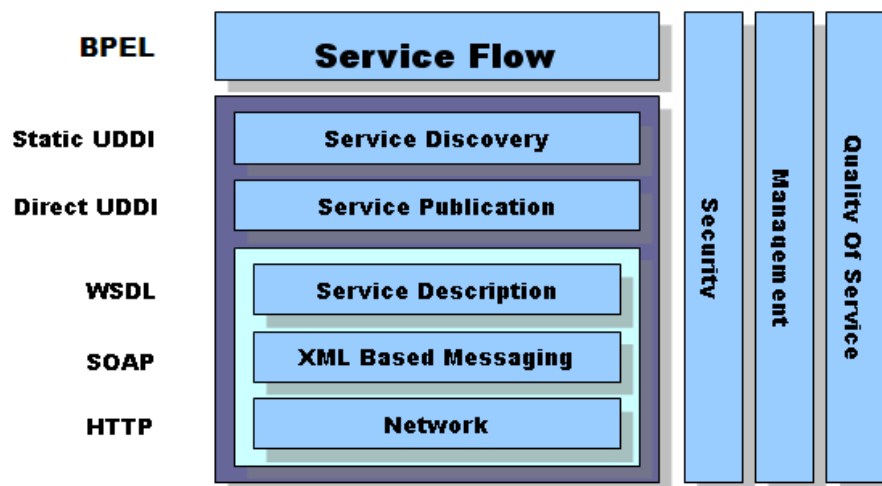 BPEL
Service Flow
Static UDDI
Service Discovery
Direct UDDI
Service Publication
WSDL
Service Description
SOAP
XML Based Messaging
HTTP
Network
Security
Management
Quality Of Service